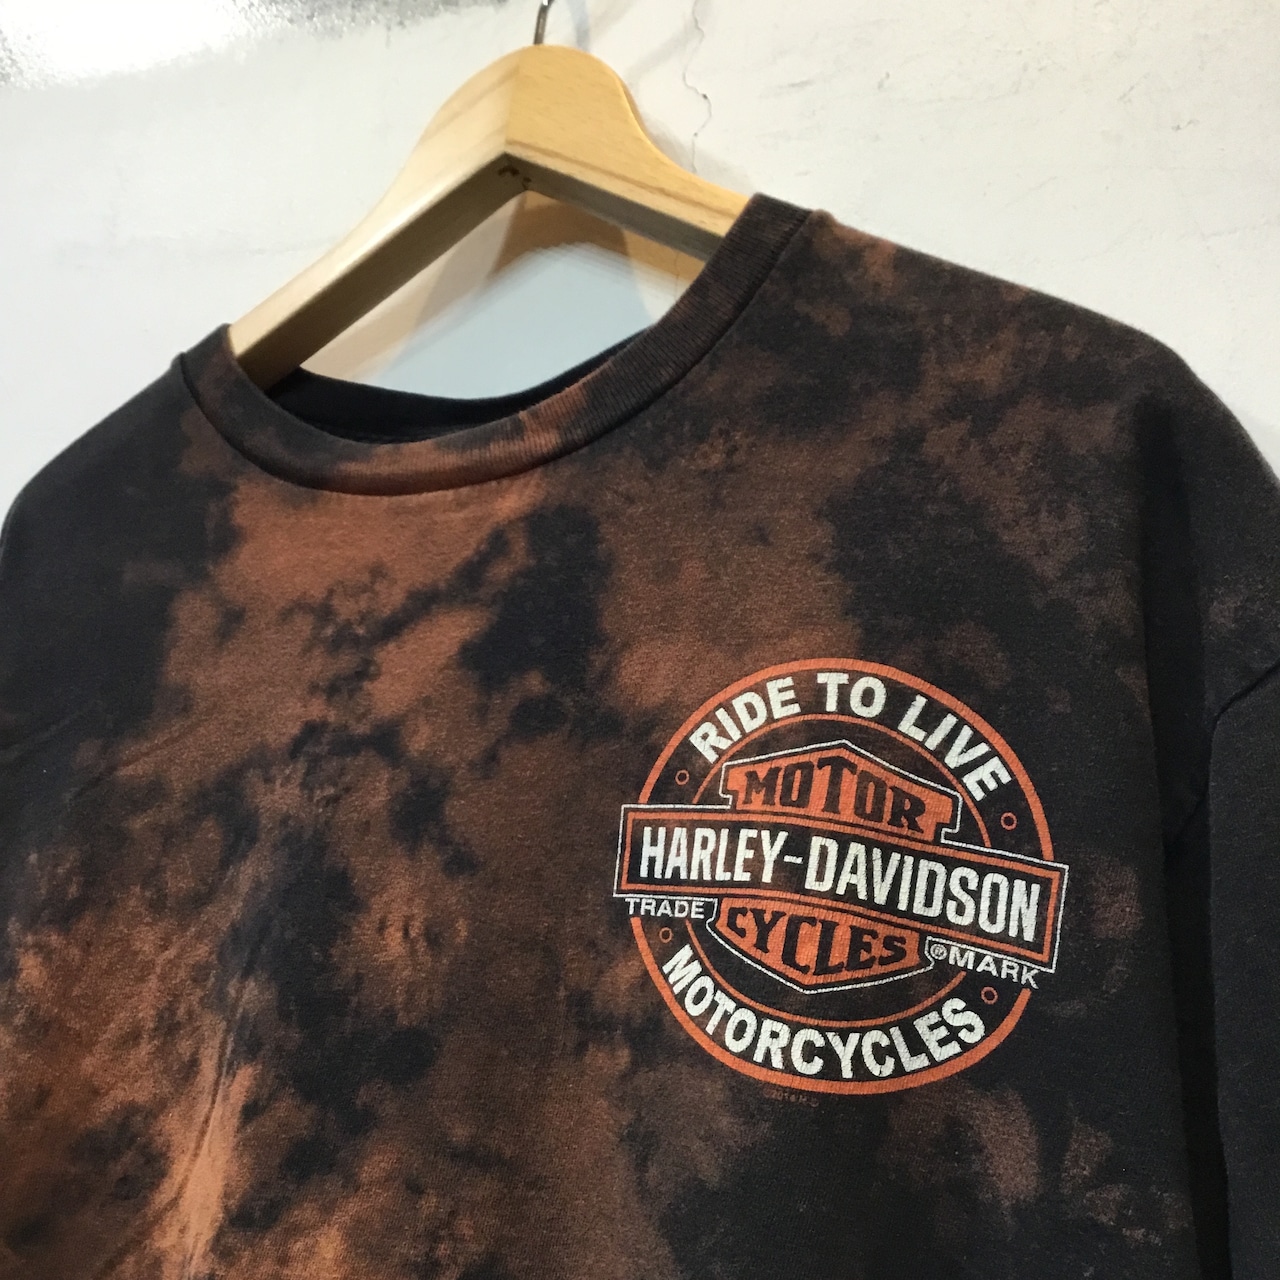 RIDE TO LIVE
MOTOR
HARLEY-DAVIDSON
TRADE
CYCLES
®MARK
MOTORCYCLES